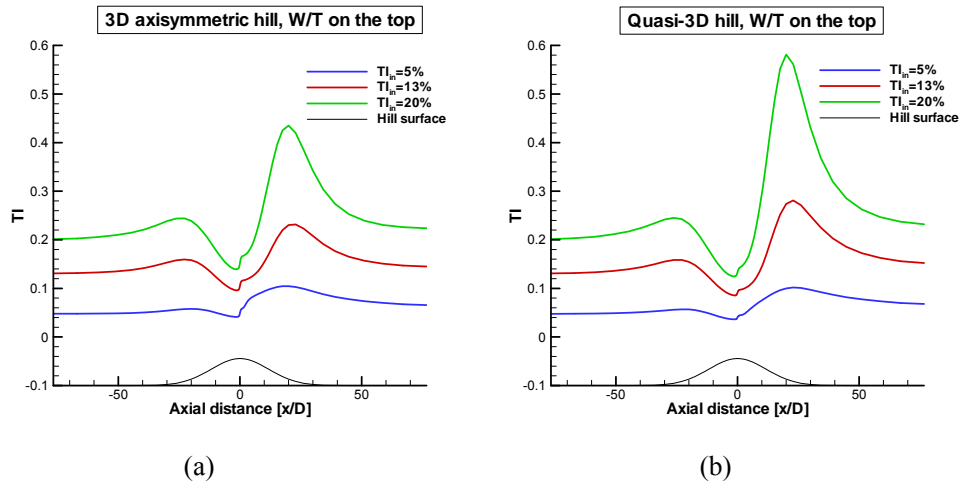 3D axisymmetric hill, W/T on the top
TI
0.6
0.5
0.4
0.3
0.2
0.1
0
-0.1
TIin=5%
TIin=13%
TIin=20%
Hill surface
-50
0
50
Axial distance [x/D]
(a)
Quasi-3D hill, W/T on the top
TI
0.6
0.5
0.4
0.3
0.2
0.1
0
-0.1
TIin=5%
TIin=13%
TIin=20%
Hill surface
-50
0
50
Axial distance [x/D]
(b)